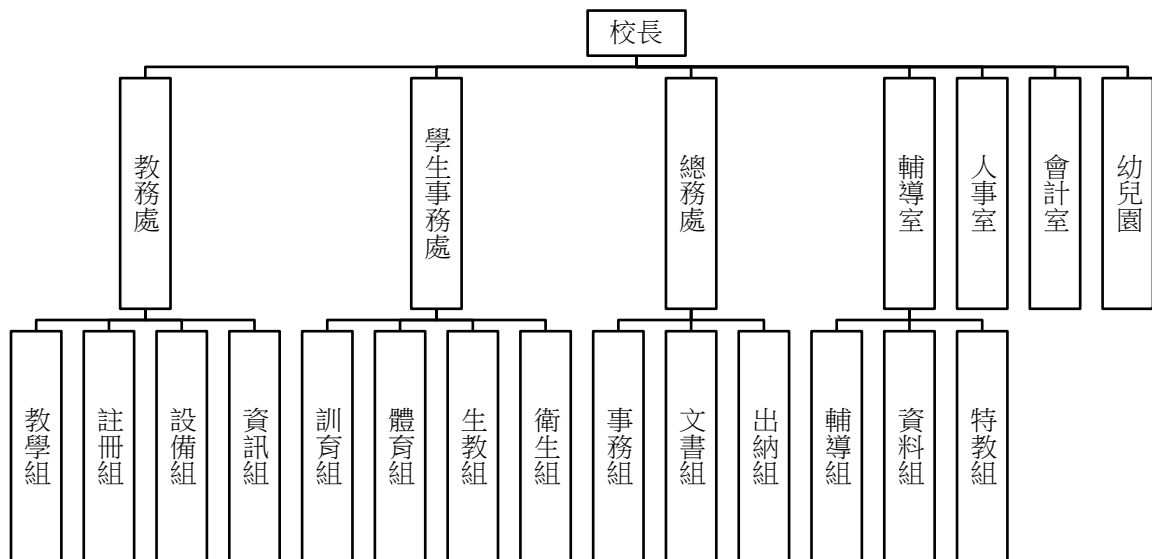 校長
教務處
學生事務處
總務處
輔導室
人事室
會計室
幼兒園
教學組
註冊組
設備組
資訊組
訓育組
體育組
生教組
衛生組
事務組
文書組
出納組
輔導組
資料組
特教組